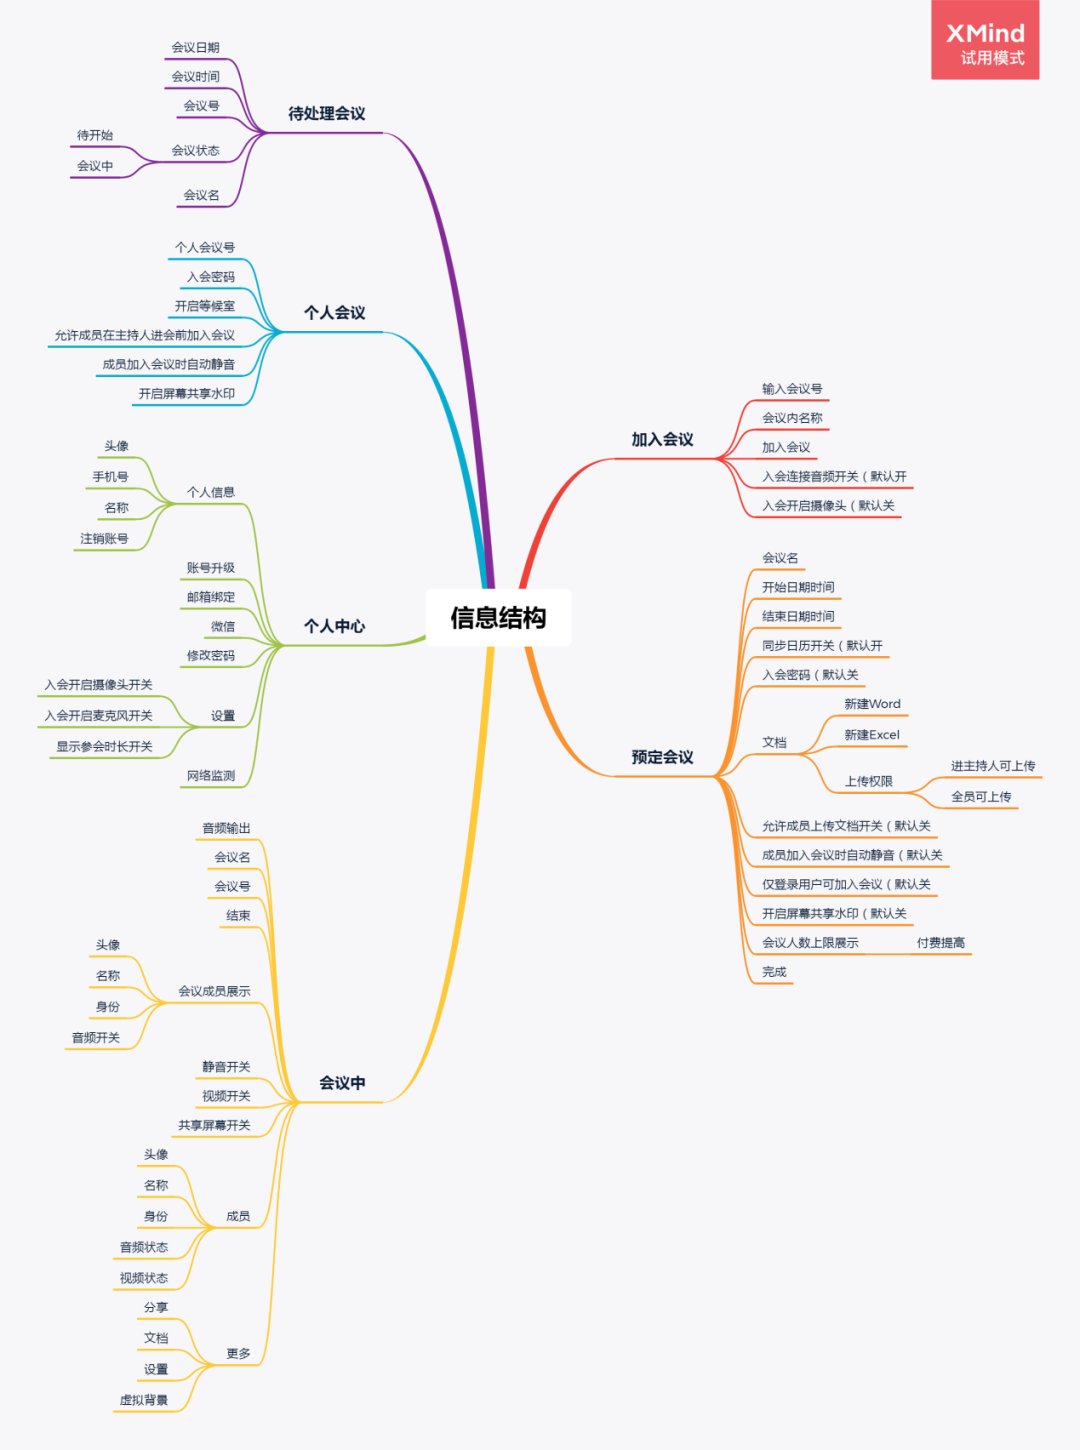 XMind
试用模式
信息结构
加入会议
输入会议号
会议内名称
加入会议
入会连接音频开关（默认开
入会开启摄像头（默认关
预定会议
会议名
开始日期时间
结束日期时间
同步日历开关（默认开
入会密码（默认关
文档
新建Word
新建Excel
上传权限
进主持人可上传
全员可上传
允许成员上传文档开关（默认关
成员加入会议时自动静音（默认关
仅登录用户可加入会议（默认关
开启屏幕共享水印（默认关
会议人数上限展示
付费提高
完成
待处理会议
会议日期
会议时间
会议号
会议状态
待开始
会议中
会议名
个人会议
个人会议号
入会密码
开启等候室
允许成员在主持人进会前加入会议
成员加入会议时自动静音
开启屏幕共享水印
个人中心
个人信息
头像
手机号
名称
注销账号
账号升级
邮箱绑定
微信
修改密码
设置
入会开启摄像头开关
入会开启麦克风开关
显示参会时长开关
网络监测
会议中
音频输出
会议名
会议号
结束
会议成员展示
头像
名称
身份
音频开关
静音开关
视频开关
共享屏幕开关
成员
头像
名称
身份
音频状态
视频状态
更多
分享
文档
设置
虚拟背景